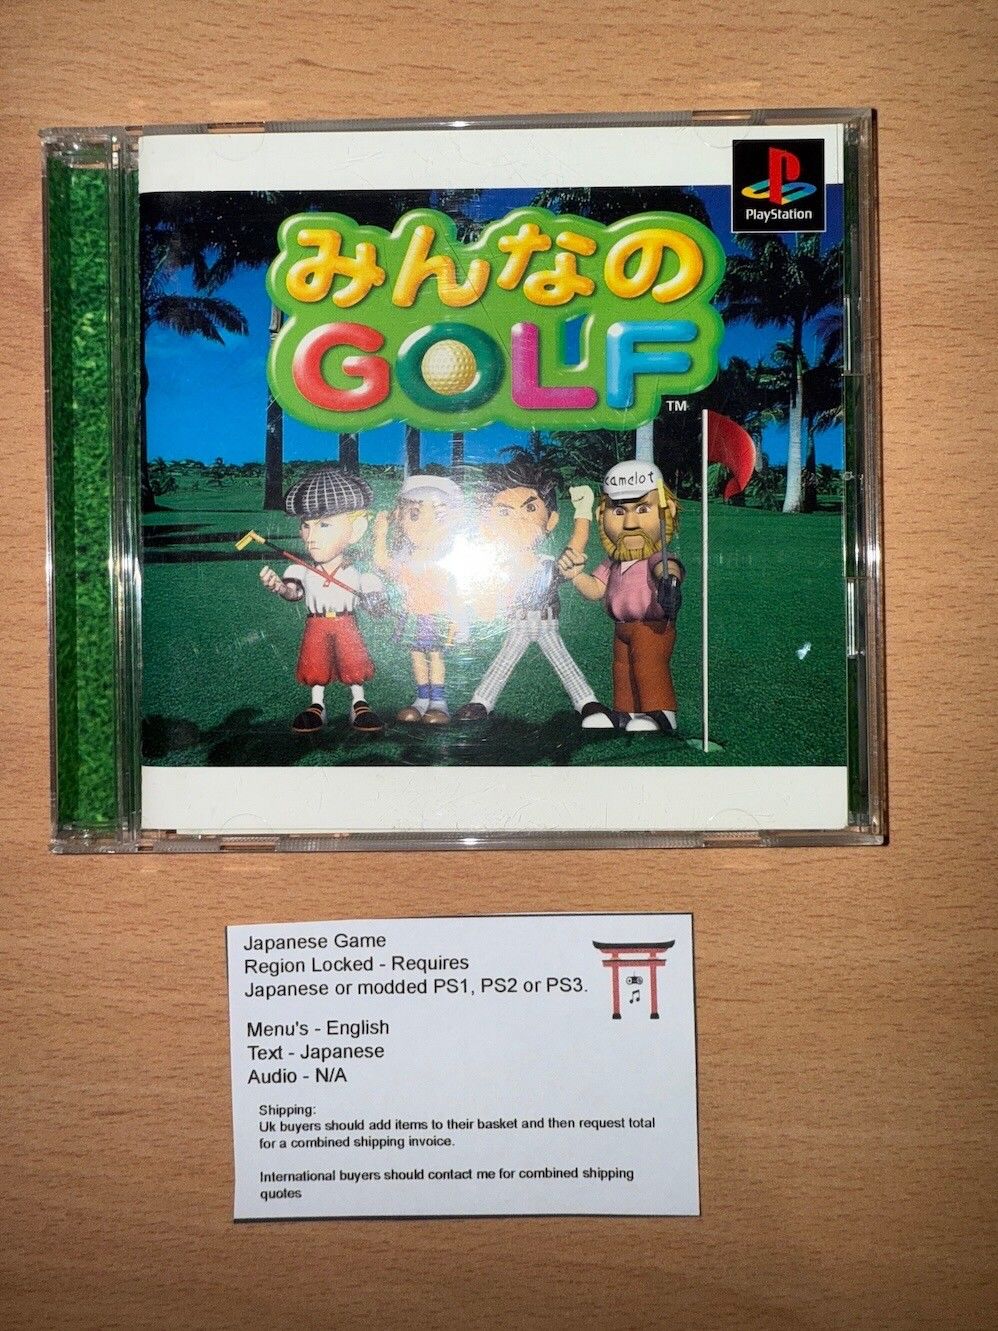 PlayStation
みんなの
GOLF
TM
camelot
Japanese Game
Region Locked - Requires
Japanese or modded PS1, PS2 or PS3.
Menu's - English
Text - Japanese
Audio - N/A
Shipping:
Uk buyers should add items to their basket and then request total
for a combined shipping invoice.
International buyers should contact me for combined shipping
quotes